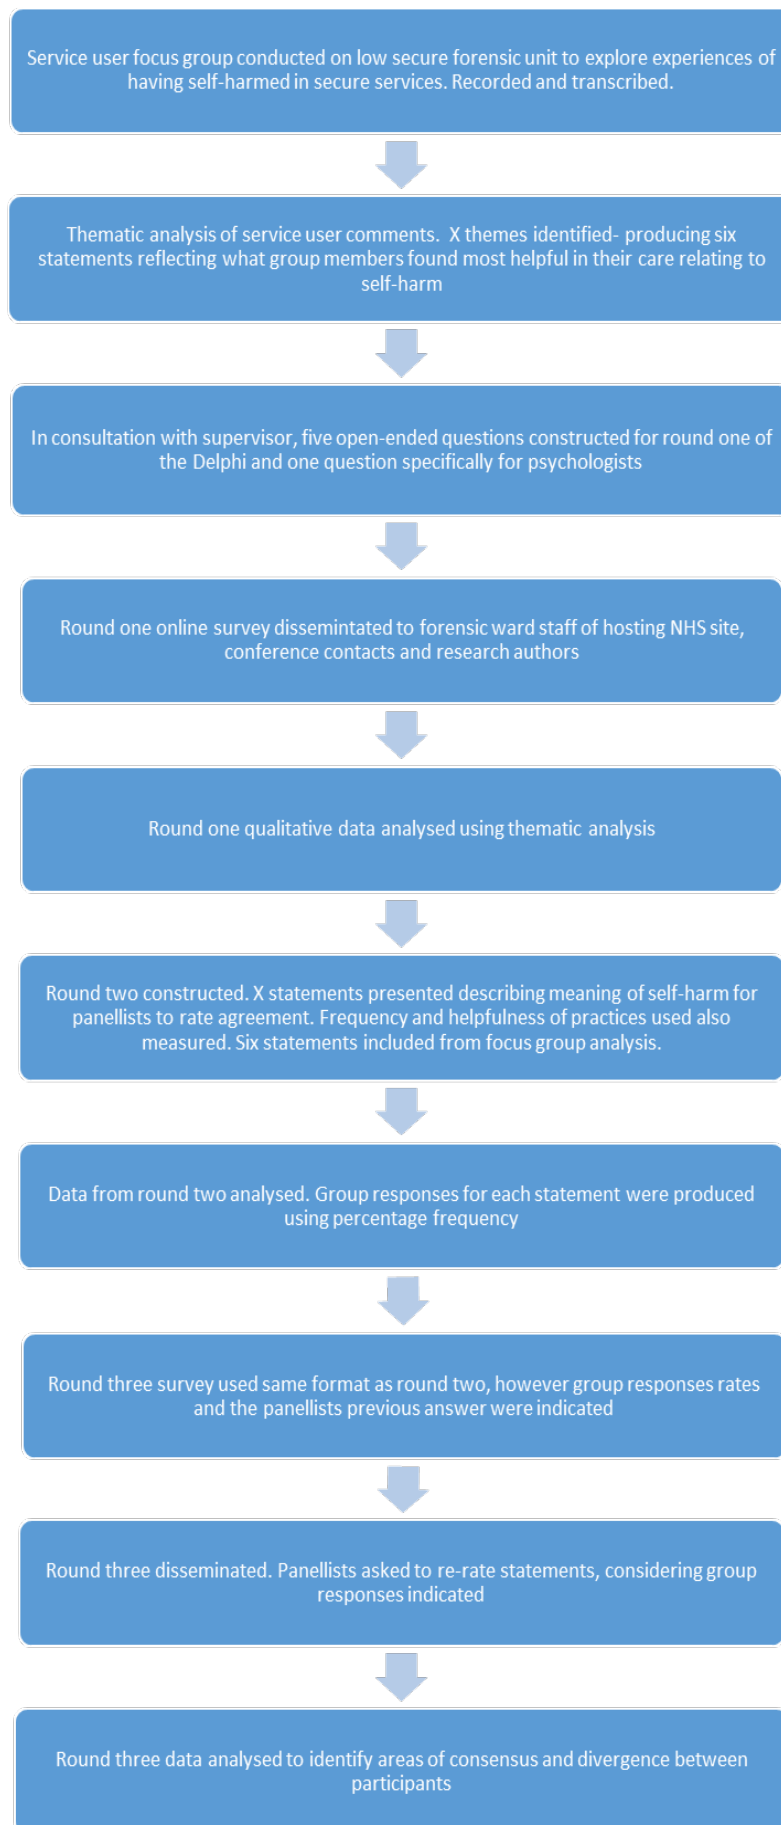 Service user focus group conducted on low secure forensic unit to explore experiences of
having self-harmed in secure services. Recorded and transcribed.
Thematic analysis of service user comments. X themes identified- producing six
statements reflecting what group members found most helpful in their care relating to
self-harm
In consultation with supervisor, five open-ended questions constructed for round one of
the Delphi and one question specifically for psychologists
Round one online survey dissemintated to forensic ward staff of hosting NHS site,
conference contacts and research authors
Round one qualitative data analysed using thematic analysis
Round two constructed. X statements presented describing meaning of self-harm for
panellists to rate agreement. Frequency and helpfulness of practices used also
measured. Six statements included from focus group analysis.
Data from round two analysed. Group responses for each statement were produced
using percentage frequency
Round three survey used same format as round two, however group responses rates
and the panellists previous answer were indicated
Round three disseminated. Panellists asked to re-rate statements, considering group
responses indicated
Round three data analysed to identify areas of consensus and divergence between
participants